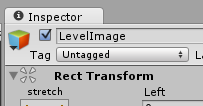 Inspector
LevelImage
Tag Untagged
Rect Transform
stretch Left